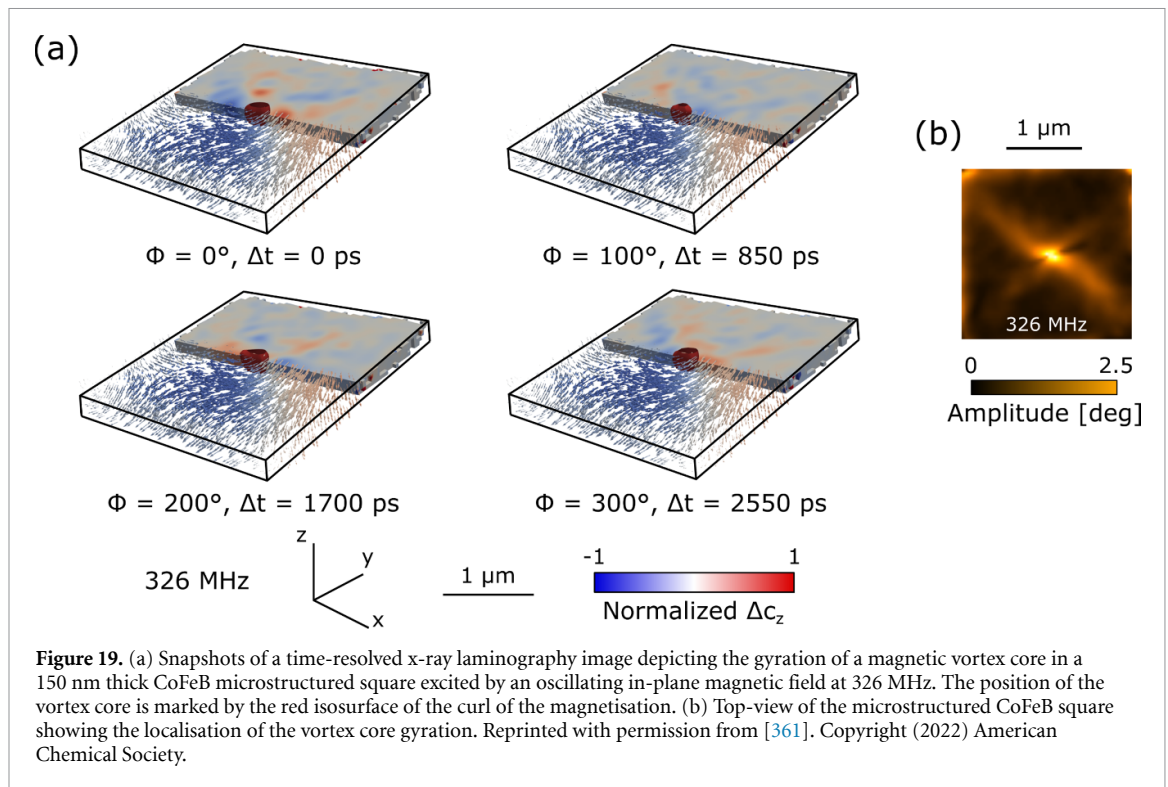 (a)
Φ = 0°, Δt = 0 ps
Φ = 100°, Δt = 850 ps
Φ = 200°, Δt = 1700 ps
Φ = 300°, Δt = 2550 ps
326 MHz
z
y
x
1 μm
-1
1
Normalized Δc_z
(b)
1 μm
326 MHz
0
2.5
Amplitude [deg]
Figure 19. (a) Snapshots of a time-resolved x-ray laminography image depicting the gyration of a magnetic vortex core in a
150 nm thick CoFeB microstructured square excited by an oscillating in-plane magnetic field at 326 MHz. The position of the
vortex core is marked by the red isosurface of the curl of the magnetisation. (b) Top-view of the microstructured CoFeB square
showing the localisation of the vortex core gyration. Reprinted with permission from [361]. Copyright (2022) American
Chemical Society.